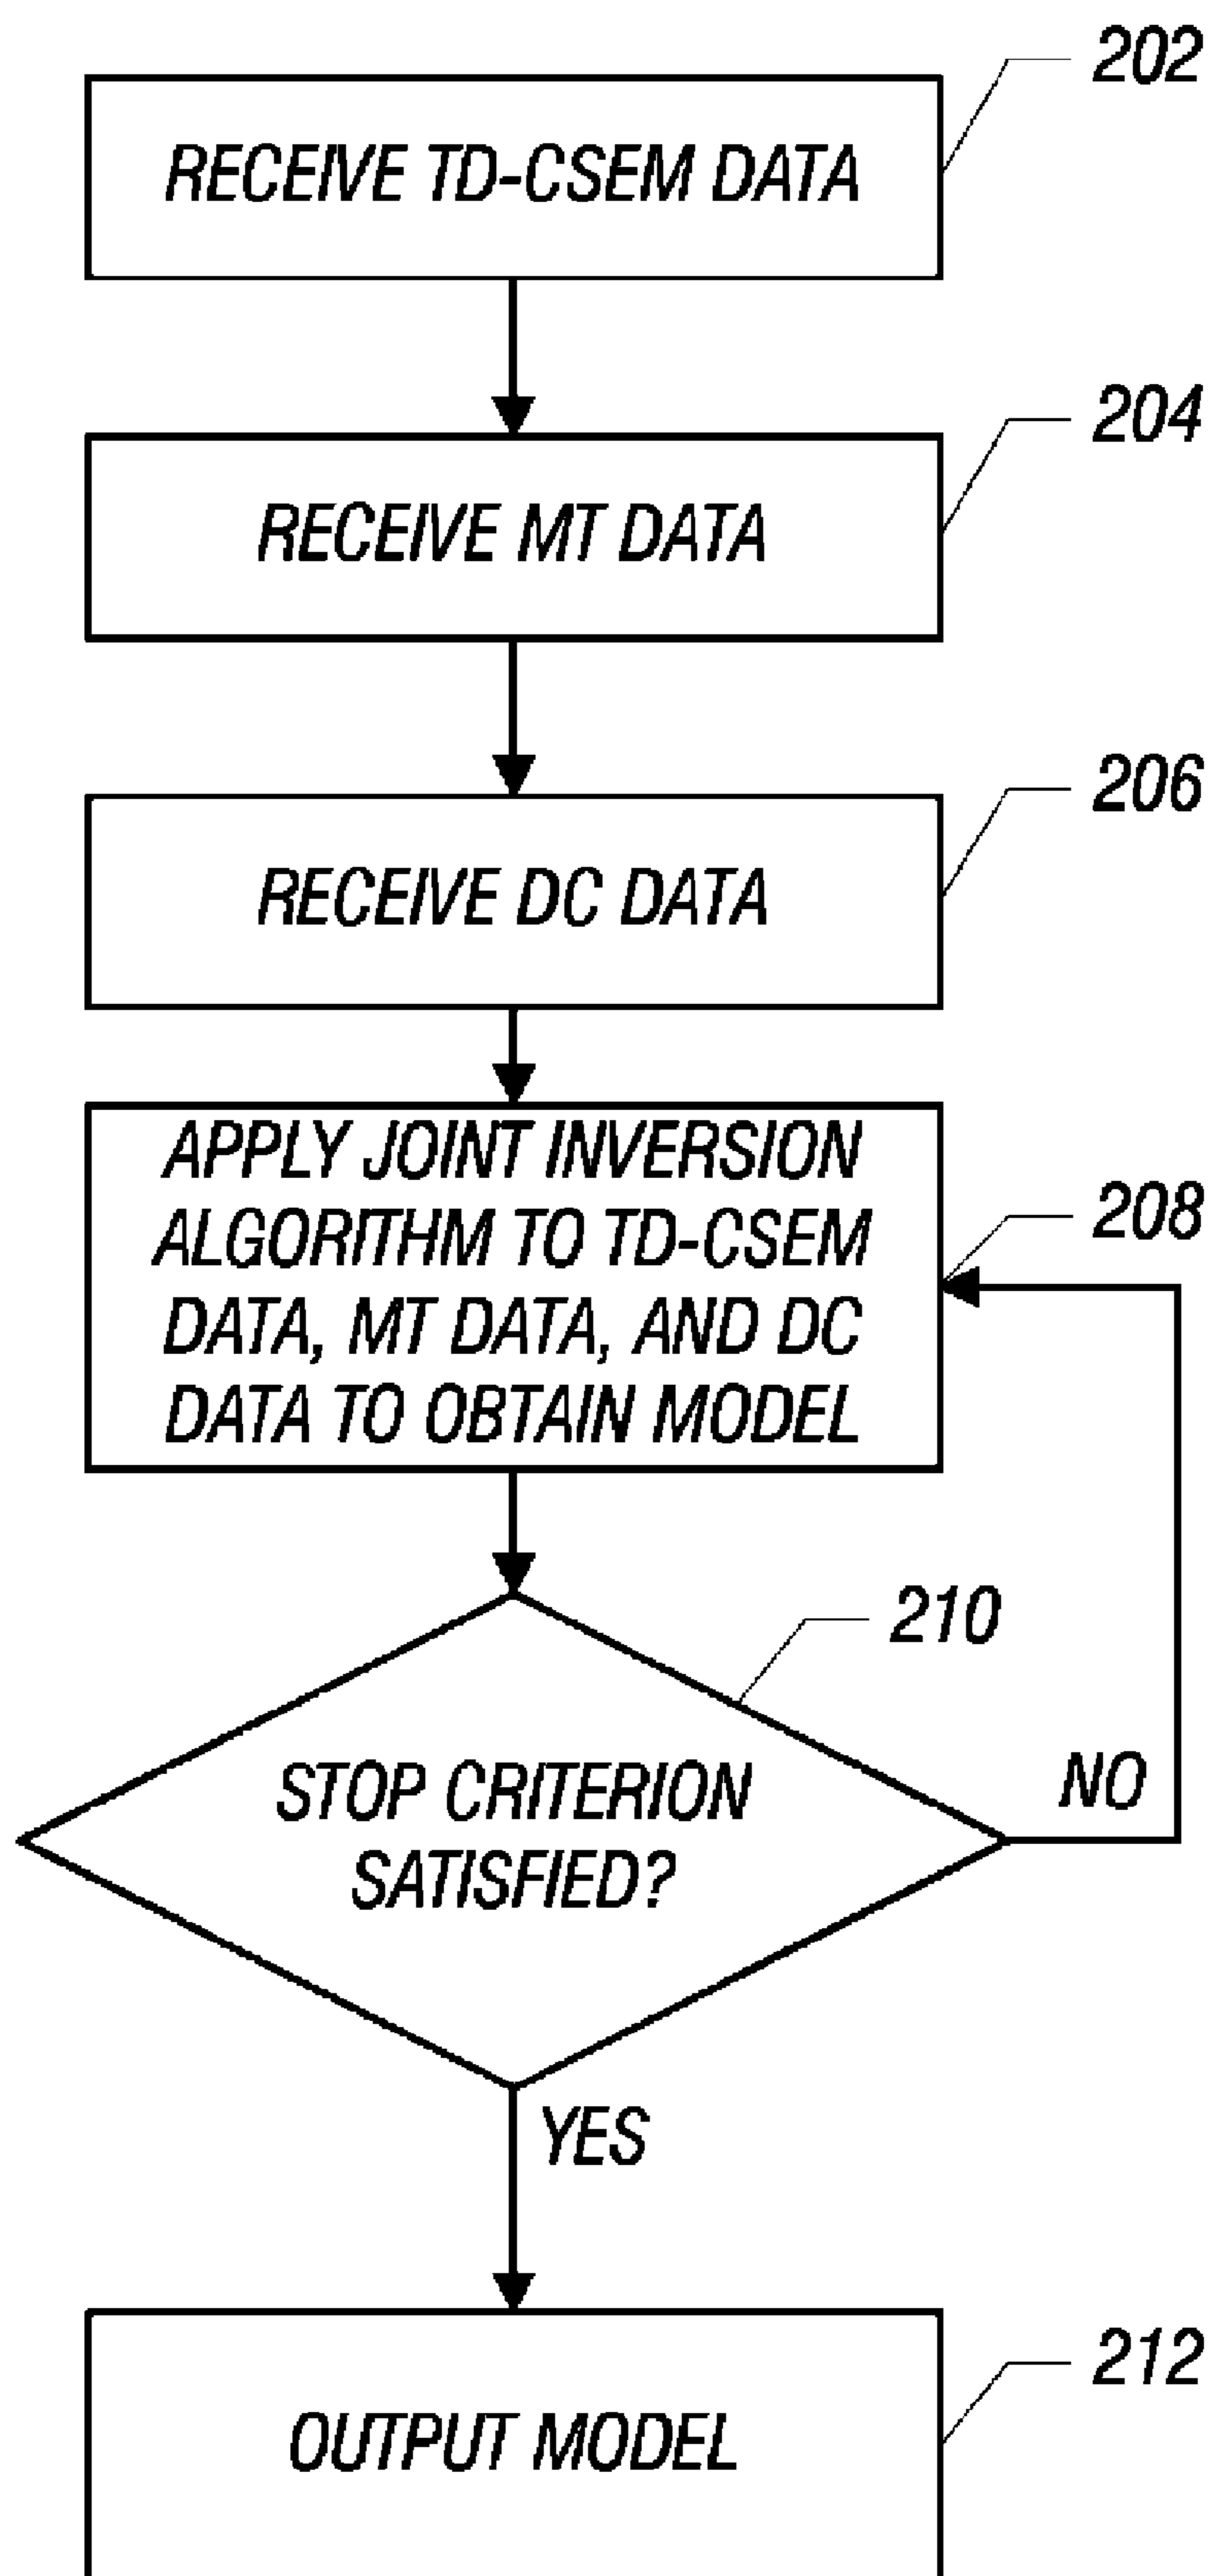 202
RECEIVE TD-CSEM DATA
204
RECEIVE MT DATA
206
RECEIVE DC DATA
208
APPLY JOINT INVERSION
ALGORITHM TO TD-CSEM
DATA, MT DATA, AND DC
DATA TO OBTAIN MODEL
210
STOP CRITERION
SATISFIED?
NO
YES
212
OUTPUT MODEL